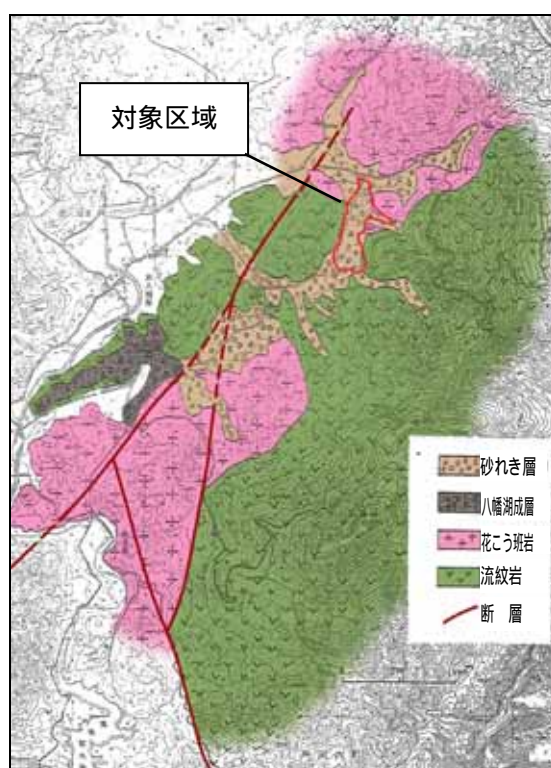 対象区域
砂れき層
八幡湖成層
花こう斑岩
流紋岩
断 層